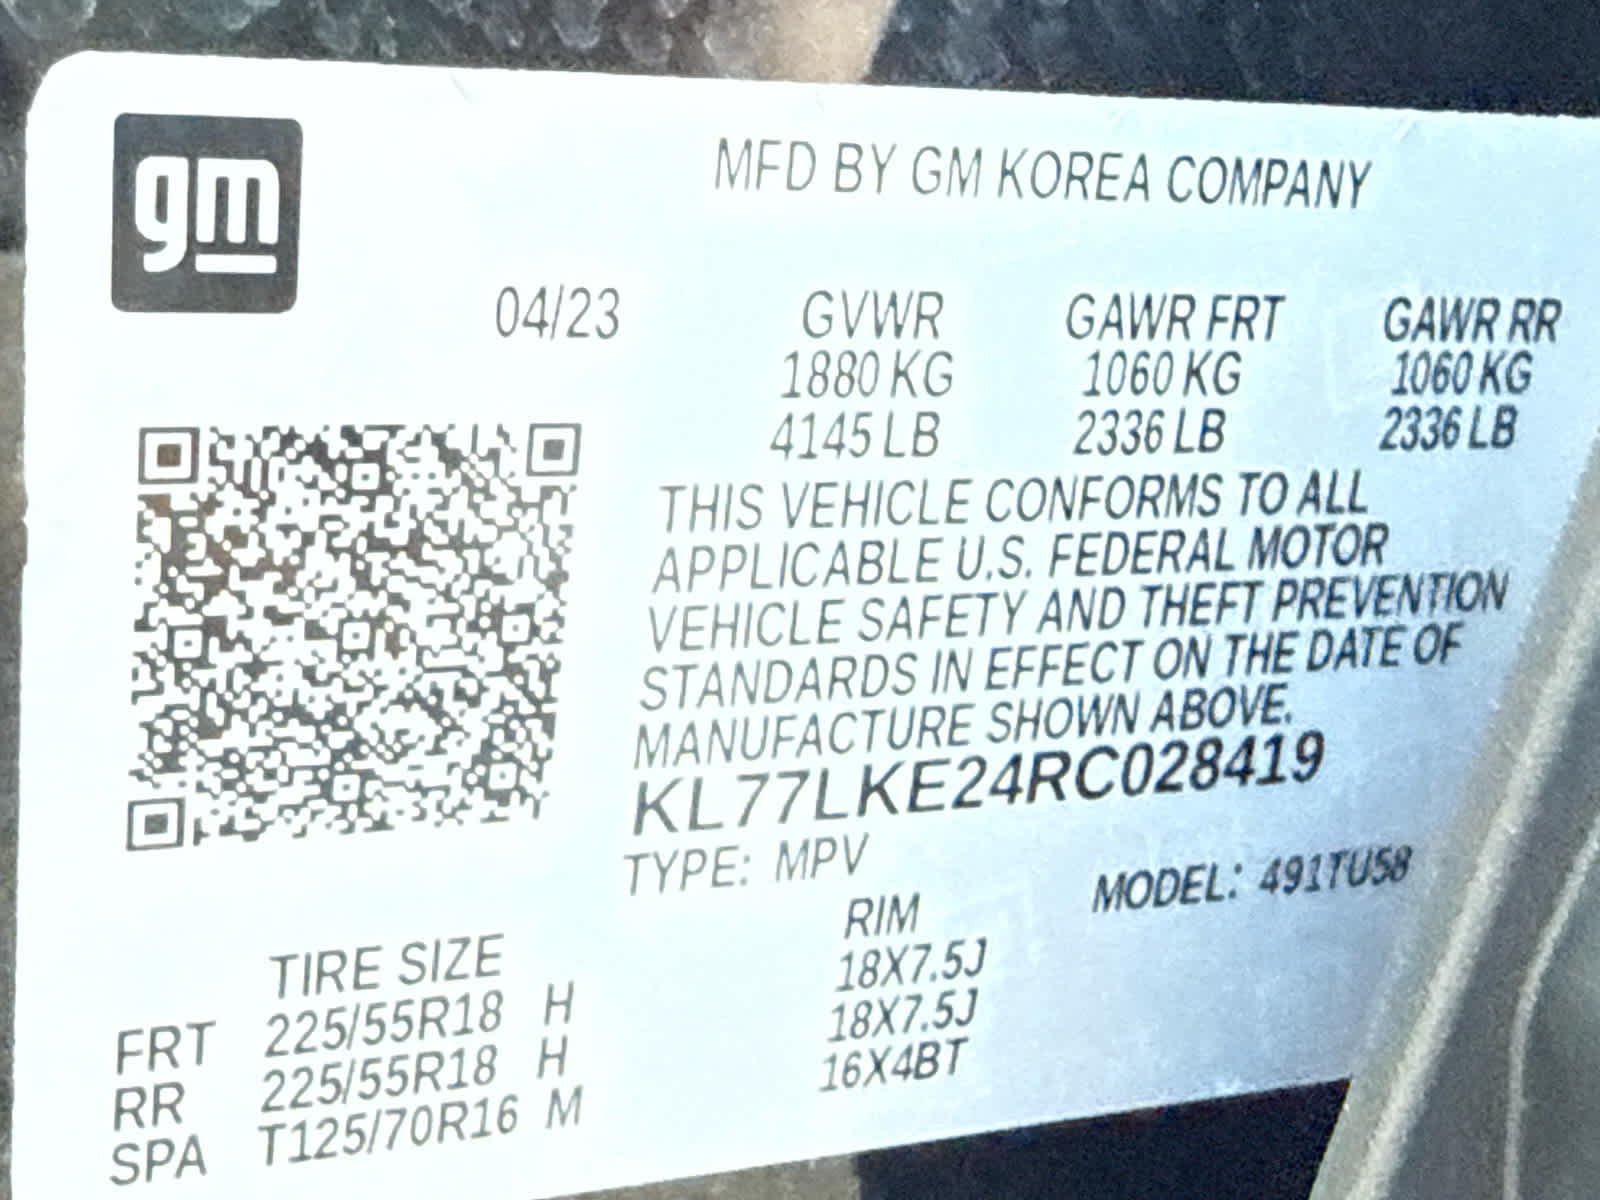 gm
MFD BY GM KOREA COMPANY
04/23 GVWR GAWR FRT GAWR RR
1880 KG 1060 KG 1060 KG
4145 LB 2336 LB 2336 LB
THIS VEHICLE CONFORMS TO ALL
APPLICABLE U.S. FEDERAL MOTOR
VEHICLE SAFETY AND THEFT PREVENTION
STANDARDS IN EFFECT ON THE DATE OF
MANUFACTURE SHOWN ABOVE.
KL77LKE24RC028419
TYPE: MPV MODEL: 491TU58
TIRE SIZE RIM
FRT 225/55R18 H 18X7.5J
RR 225/55R18 H 18X7.5J
SPA T125/70R16 M 16X4BT